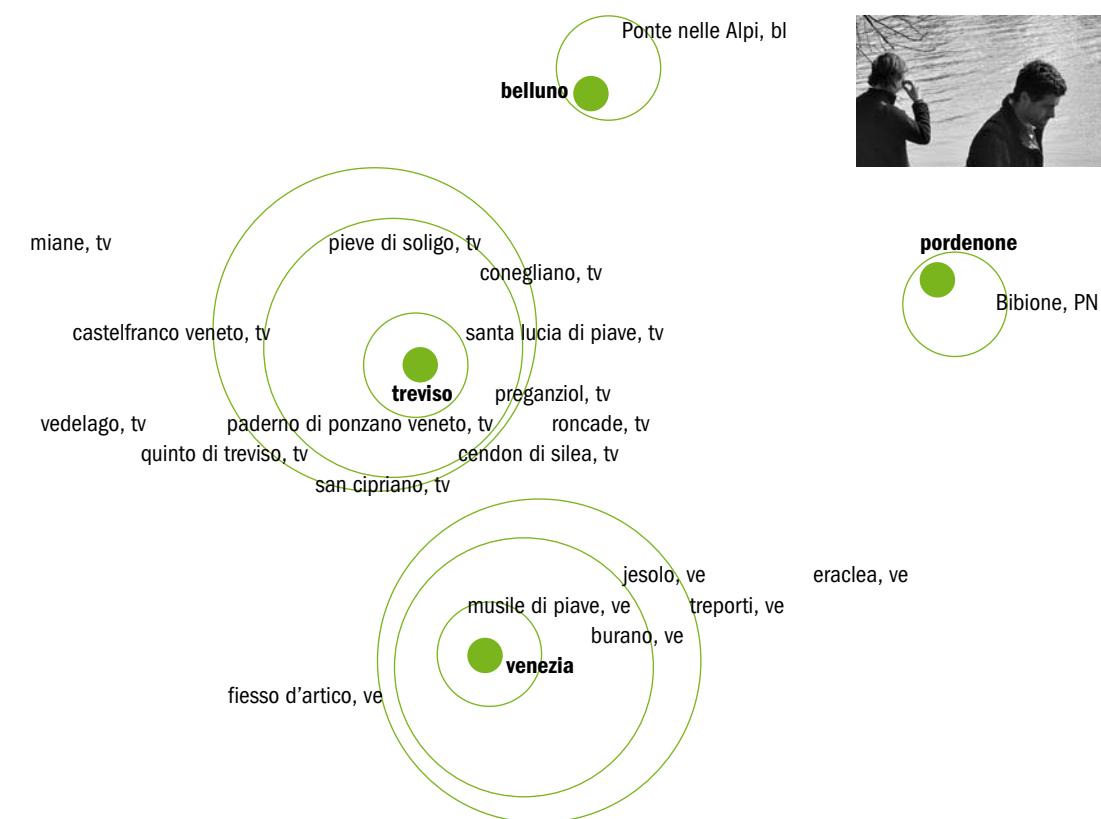 Ponte nelle Alpi, bl
belluno
miane, tv
pieve di soligo, tv
pordenone
conegliano, tv
Bibione, PN
castelfranco veneto, tv
santa lucia di piave, tv
treviso
preganziol, tv
vedelago, tv
paderno di ponzano veneto, tv
roncade, tv
quinto di treviso, tv
cendon di silea, tv
san cipriano, tv
jesolo, ve
eraclea, ve
musile di piave, ve
treporti, ve
burano, ve
venezia
fiesso d'artico, ve